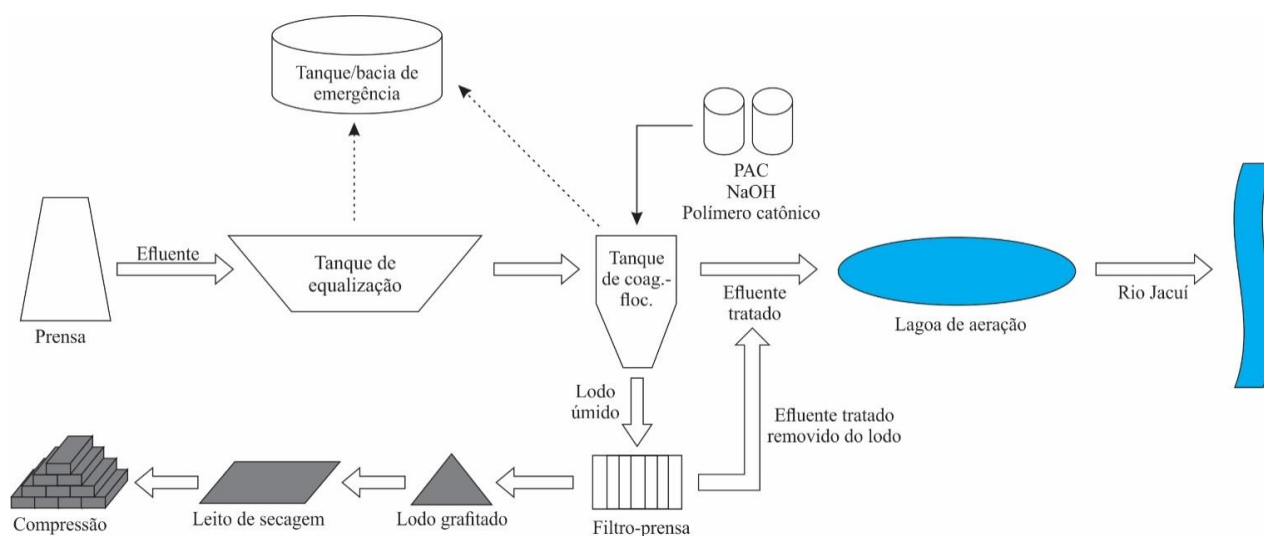 Tanque/bacia de
emergência
PAC
NaOH
Polímero catônico
Efluente
Tanque de
equalização
Tanque
de coag.-
floc.
Efluente
tratado
Rio Jacuí
Prensa
Lagoa de aeração
Lodo
úmido
Efluente tratado
removido do lodo
Compressão
Leito de secagem
Lodo grafitado
Filtro-prensa